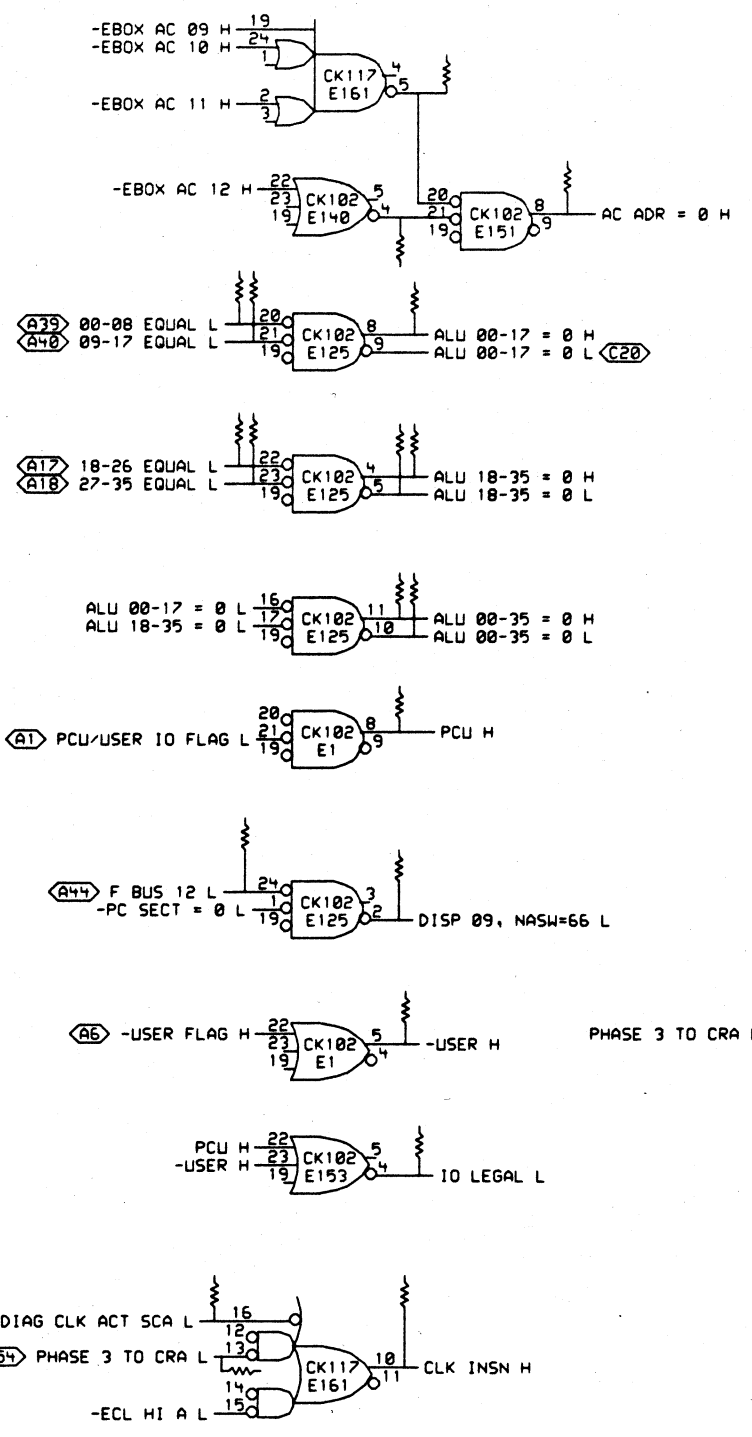 19
-EBOX AC 09 H
24
-EBOX AC 10 H
1
CK117 4
E161 5
-EBOX AC 11 H 2
3
-EBOX AC 12 H 22
23 CK102 5
19 E140 4
20
21 CK102 8 AC ADR = 0 H
19 E151 9
A39 00-08 EQUAL L 20
A40 09-17 EQUAL L 21
19
CK102 8 ALU 00-17 = 0 H
E125 9 ALU 00-17 = 0 L C20
A17 18-26 EQUAL L 22
A18 27-35 EQUAL L 23
19
CK102 4 ALU 18-35 = 0 H
E125 5 ALU 18-35 = 0 L
ALU 00-17 = 0 L 16
ALU 18-35 = 0 L 17
19
CK102 11 ALU 00-35 = 0 H
E125 10 ALU 00-35 = 0 L
20
A1 PCU/USER IO FLAG L 21
19
CK102 8 PCU H
E1 9
A44 F BUS 12 L 24
-PC SECT = 0 L 1
19
CK102 3
E125 2 DISP 09, NASW=66 L
A6 -USER FLAG H 22
23
19
CK102 5 -USER H
E1 4
PHASE 3 TO CRA
PCU H 22
-USER H 23
19
CK102 5
E153 4 IO LEGAL L
DIAG CLK ACT SCA L 16
12
54 PHASE 3 TO CRA L 13
CK117 10 CLK INSN H
E161 11
14
-ECL HI A L 15